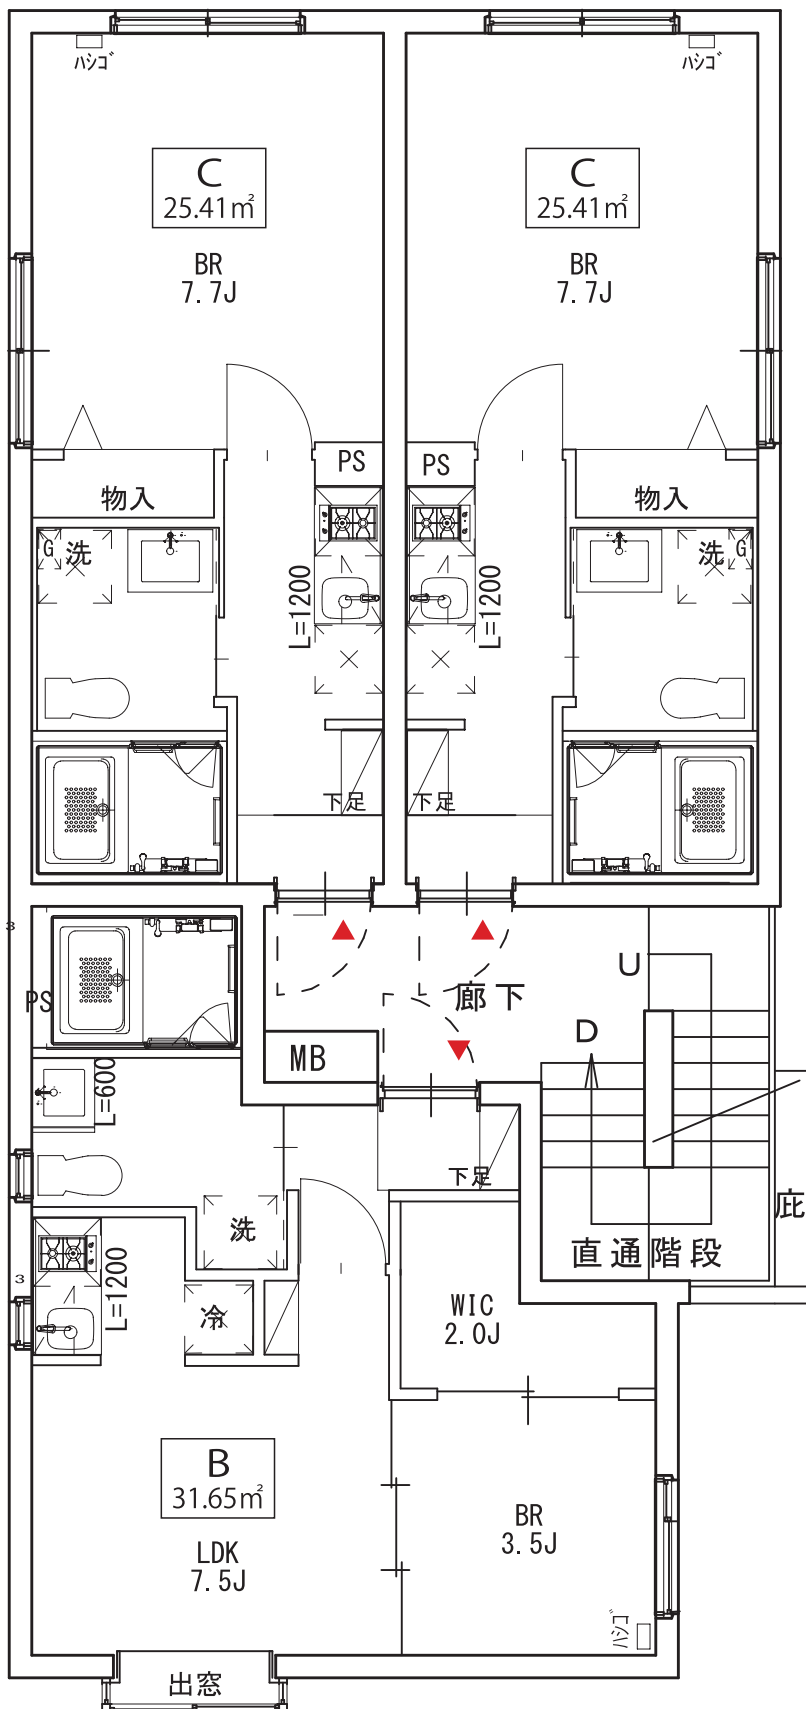 ハシゴ
ハシゴ
C
25.41㎡
C
25.41㎡
BR
7.7J
BR
7.7J
PS
PS
物入
物入
G
洗
洗
G
L=1200
L=1200
下足
下足
3
PS
廊下
U
D
MB
L=600
下足
庇
直通階段
洗
3
L=1200
冷
WIC
2.0J
B
31.65㎡
LDK
7.5J
BR
3.5J
ハシゴ
出窓